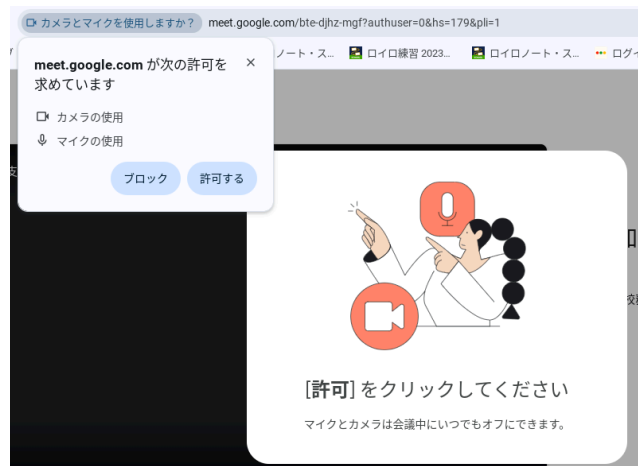 カメラとマイクを使用しますか？ meet.google.com/bte-djhz-mgf?authuser=0&hs=179&pli=1
ノート・ス... ロイロ練習 2023... ロイロノート・ス... ログイ
meet.google.com が次の許可を
求めています
カメラの使用
マイクの使用
ブロック 許可する
支
加
校
[許可] をクリックしてください
マイクとカメラは会議中にいつでもオフにできます。